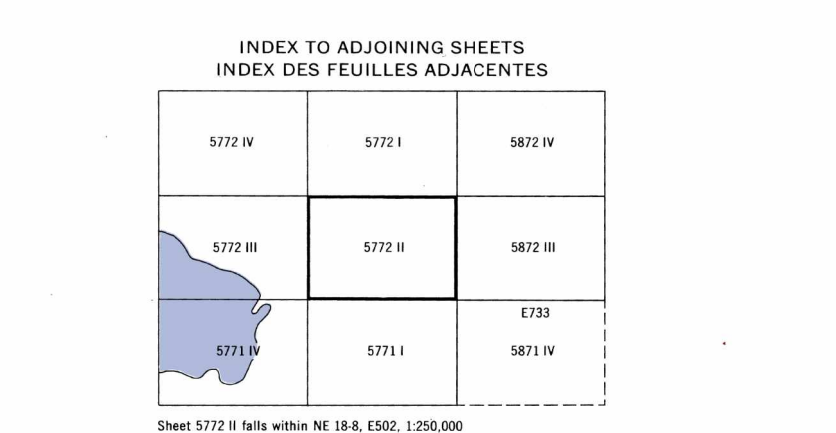 INDEX TO ADJOINING SHEETS
INDEX DES FEUILLES ADJACENTES
5772 IV 5772 I 5872 IV
5772 III 5772 II 5872 III
E733
5771 IV 5771 I 5871 IV
Sheet 5772 II falls within NE 18-8, E502, 1:250,000